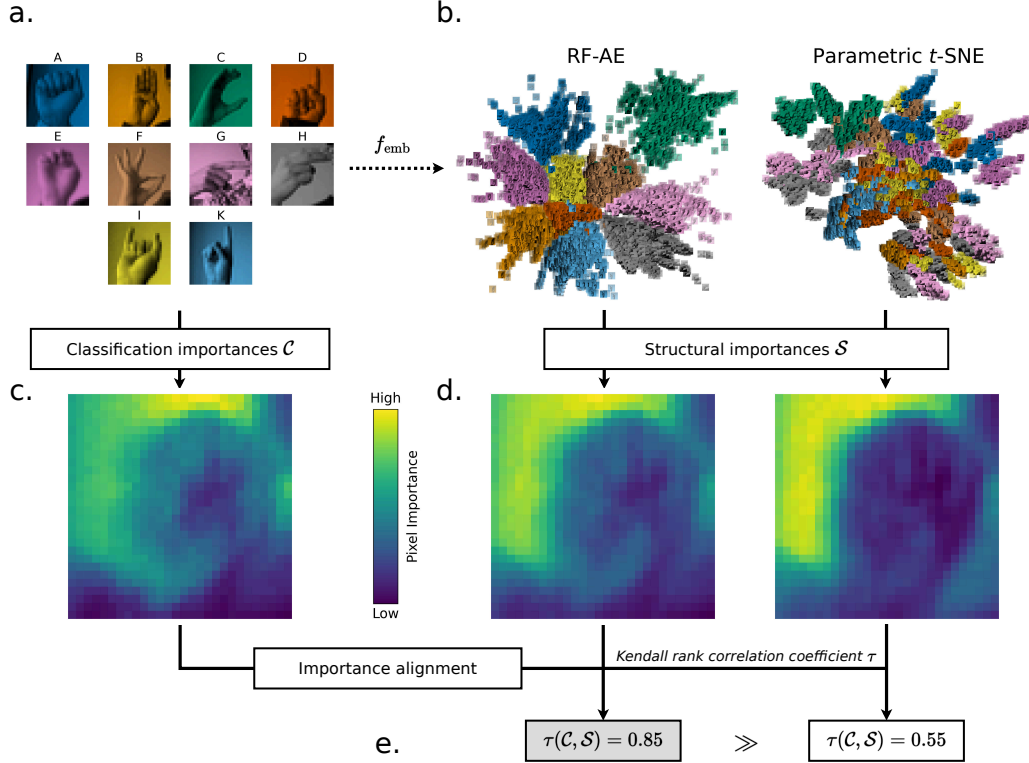 a.
A B C D
E F G H
I K
f_emb
b.
RF-AE
Parametric t-SNE
Classification importances 𝒞
Structural importances 𝒮
c.
High
Pixel Importance
Low
d.
Importance alignment
Kendall rank correlation coefficient τ
e.
τ(𝒞, 𝒮) = 0.85
≫
τ(𝒞, 𝒮) = 0.55